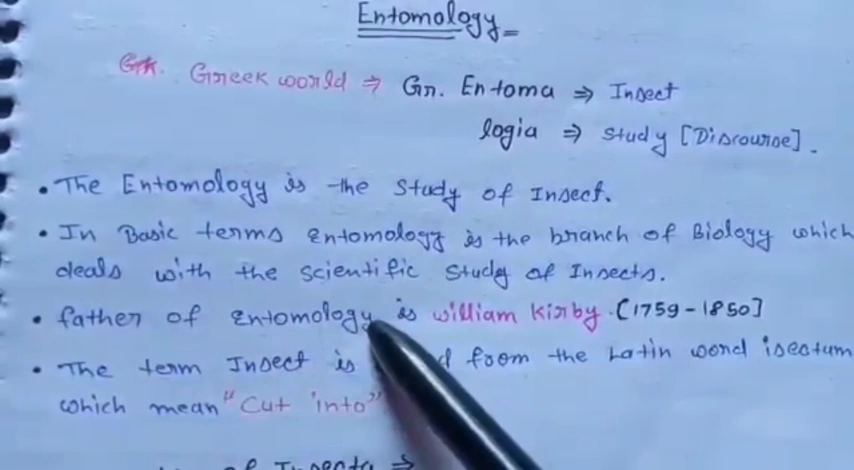 Entomology
Gk. Greek world ⇒ Gr. Entoma ⇒ Insect
logia ⇒ study [Discourse].
• The Entomology is the study of Insect.
• In Basic terms entomology is the branch of Biology which
deals with the scientific study of Insects.
• father of entomology is william Kirby. [1759-1850]
• The term Insect is from the Latin word isectum
which mean "Cut into"
of Insecta ⇒